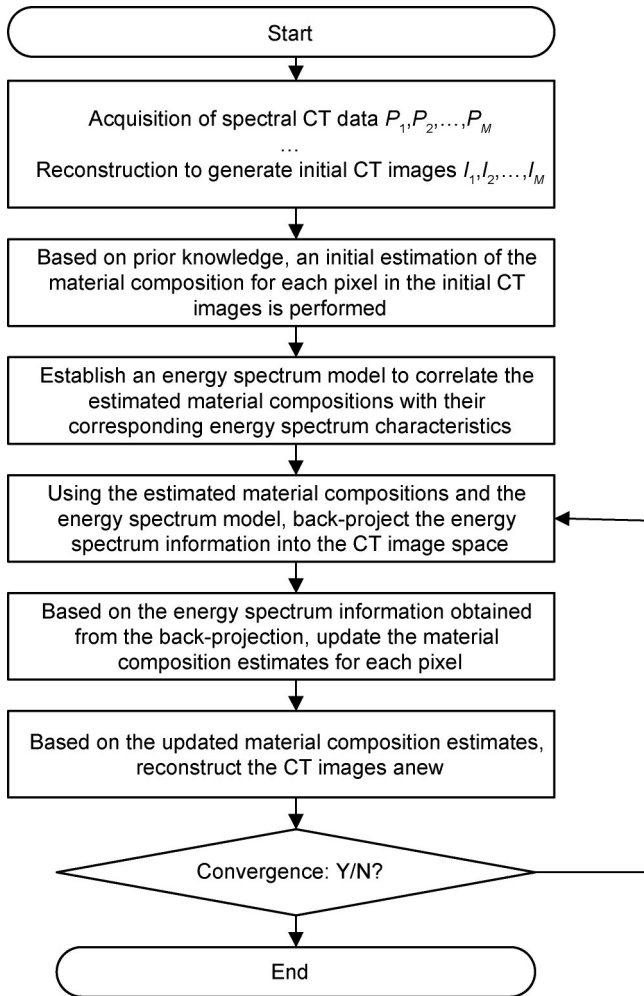 Start
Acquisition of spectral CT data P₁,P₂,…,P_M
…
Reconstruction to generate initial CT images I₁,I₂,…,I_M
Based on prior knowledge, an initial estimation of the
material composition for each pixel in the initial CT
images is performed
Establish an energy spectrum model to correlate the
estimated material compositions with their
corresponding energy spectrum characteristics
Using the estimated material compositions and the
energy spectrum model, back-project the energy
spectrum information into the CT image space
Based on the energy spectrum information obtained
from the back-projection, update the material
composition estimates for each pixel
Based on the updated material composition estimates,
reconstruct the CT images anew
Convergence: Y/N?
End